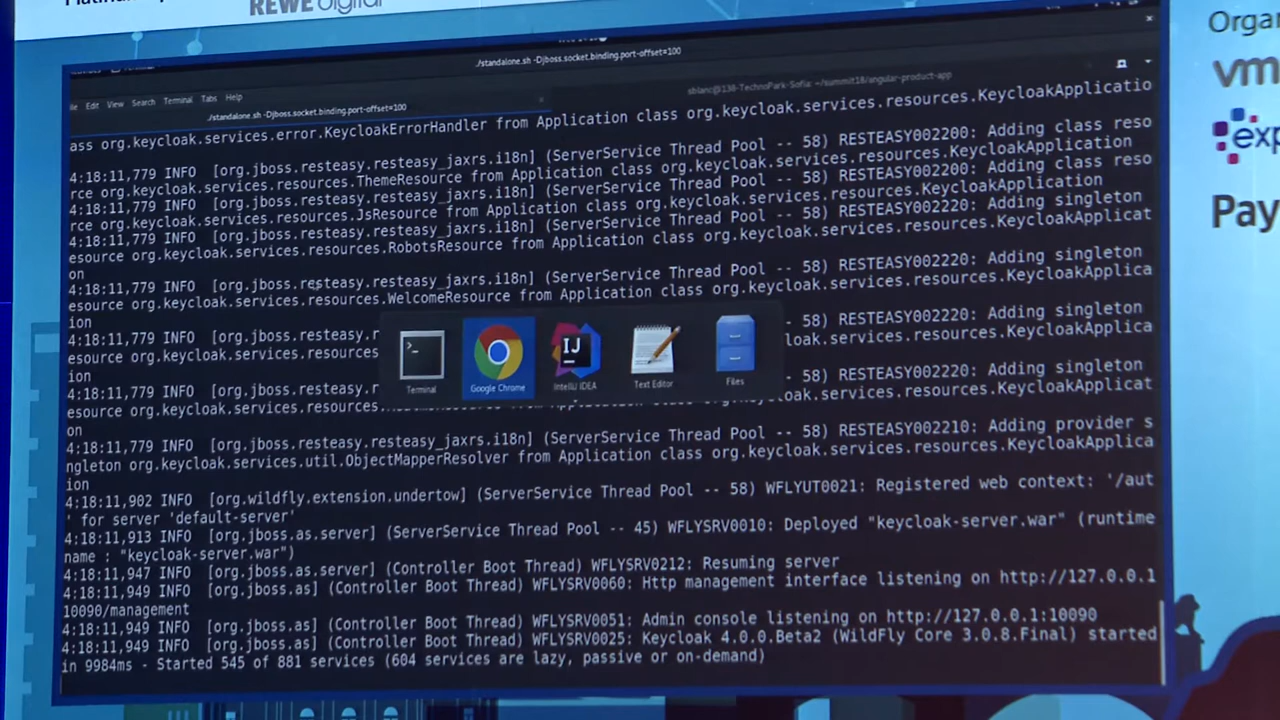 REWE digital
Orga
vm
exp
Pay
./standalone.sh -Djboss.socket.binding.port-offset=100
Edit View Search Terminal Tabs Help
./standalone.sh -Djboss.socket.binding.port-offset=100
sblanc@130-TechnoPark-Sofia: ~/summit18/angular-product-app
ass org.keycloak.services.error.KeycloakErrorHandler from Application class org.keycloak.services.resources.KeycloakApplicatio
4:18:11,779 INFO [org.jboss.resteasy.resteasy_jaxrs.i18n] (ServerService Thread Pool -- 58) RESTEASY002200: Adding class reso
rce org.keycloak.services.resources.ThemeResource from Application class org.keycloak.services.resources.KeycloakApplication
4:18:11,779 INFO [org.jboss.resteasy.resteasy_jaxrs.i18n] (ServerService Thread Pool -- 58) RESTEASY002200: Adding class reso
rce org.keycloak.services.resources.JsResource from Application class org.keycloak.services.resources.KeycloakApplication
4:18:11,779 INFO [org.jboss.resteasy.resteasy_jaxrs.i18n] (ServerService Thread Pool -- 58) RESTEASY002220: Adding singleton
esource org.keycloak.services.resources.RobotsResource from Application class org.keycloak.services.resources.KeycloakApplicat
on
4:18:11,779 INFO [org.jboss.resteasy.resteasy_jaxrs.i18n] (ServerService Thread Pool -- 58) RESTEASY002220: Adding singleton
esource org.keycloak.services.resources.WelcomeResource from Application class org.keycloak.services.resources.KeycloakApplica
ion
4:18:11,779 INFO [org.jboss.resteasy.r - 58) RESTEASY002220: Adding singleton
esource org.keycloak.services.resources loak.services.resources.KeycloakApplica
ion
4:18:11,779 INFO [org.jboss.resteasy.r - 58) RESTEASY002220: Adding singleton
esource org.keycloak.services.resources. oak.services.resources.KeycloakApplicat
on
Terminal
Google Chrome
IntelliJ IDEA
Text Editor
Files
4:18:11,779 INFO [org.jboss.resteasy.resteasy_jaxrs.i18n] (ServerService Thread Pool -- 58) RESTEASY002210: Adding provider s
ngleton org.keycloak.services.util.ObjectMapperResolver from Application class org.keycloak.services.resources.KeycloakApplica
ion
4:18:11,902 INFO [org.wildfly.extension.undertow] (ServerService Thread Pool -- 58) WFLYUT0021: Registered web context: '/aut
' for server 'default-server'
4:18:11,913 INFO [org.jboss.as.server] (ServerService Thread Pool -- 45) WFLYSRV0010: Deployed "keycloak-server.war" (runtime
name : "keycloak-server.war")
4:18:11,947 INFO [org.jboss.as.server] (Controller Boot Thread) WFLYSRV0212: Resuming server
4:18:11,949 INFO [org.jboss.as] (Controller Boot Thread) WFLYSRV0060: Http management interface listening on http://127.0.0.1
10090/management
4:18:11,949 INFO [org.jboss.as] (Controller Boot Thread) WFLYSRV0051: Admin console listening on http://127.0.0.1:10090
4:18:11,949 INFO [org.jboss.as] (Controller Boot Thread) WFLYSRV0025: Keycloak 4.0.0.Beta2 (WildFly Core 3.0.8.Final) started
in 9984ms - Started 545 of 881 services (604 services are lazy, passive or on-demand)